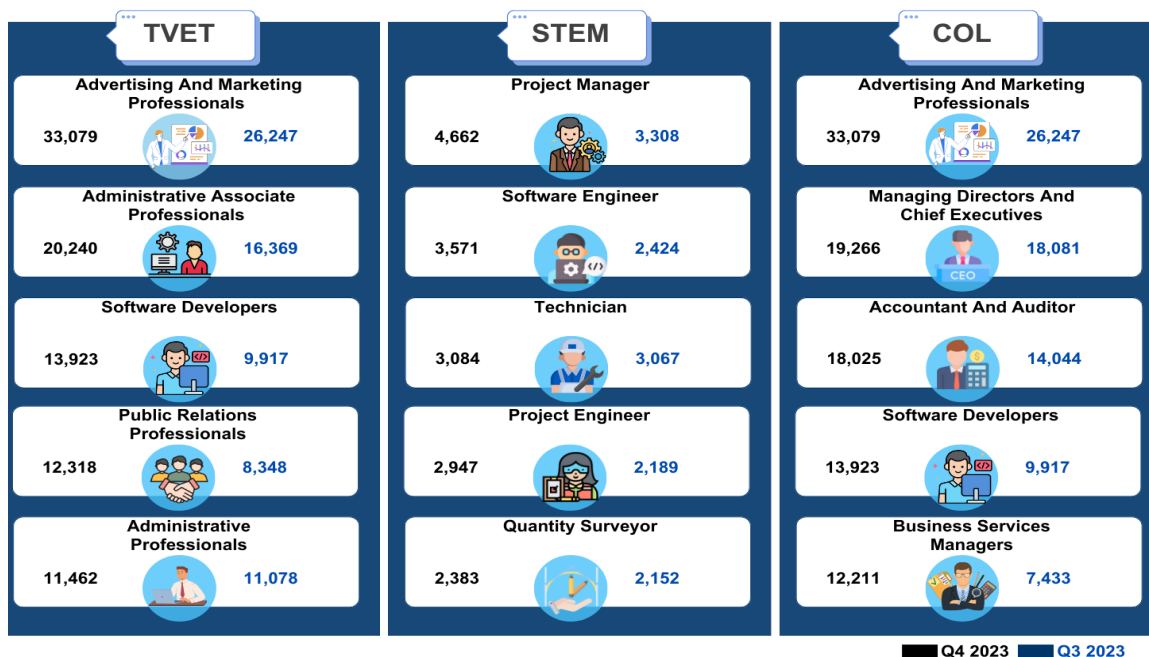 TVET
Advertising And Marketing
Professionals
33,079 26,247
Administrative Associate
Professionals
20,240 16,369
Software Developers
13,923 9,917
Public Relations
Professionals
12,318 8,348
Administrative
Professionals
11,462 11,078
STEM
Project Manager
4,662 3,308
Software Engineer
3,571 2,424
Technician
3,084 3,067
Project Engineer
2,947 2,189
Quantity Surveyor
2,383 2,152
COL
Advertising And Marketing
Professionals
33,079 26,247
Managing Directors And
Chief Executives
19,266 CEO 18,081
Accountant And Auditor
18,025 14,044
Software Developers
13,923 9,917
Business Services
Managers
12,211 7,433
Q4 2023 Q3 2023